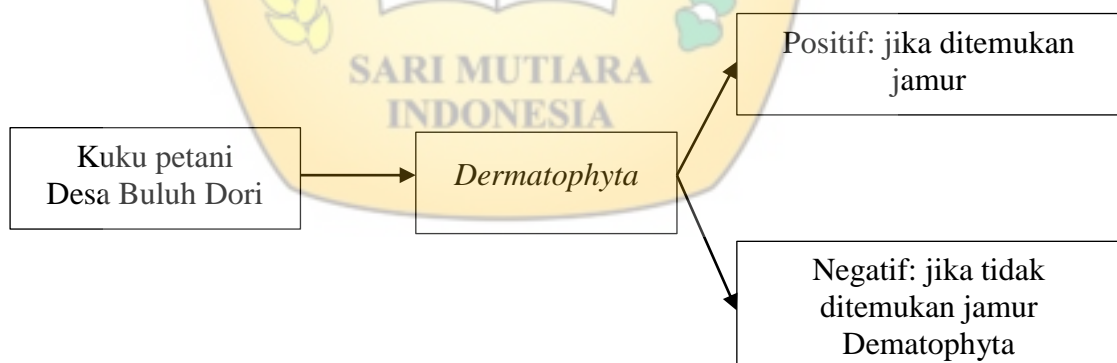 Positif: jika ditemukan
jamur
SARI MUTIARA
INDONESIA
Kuku petani
Desa Buluh Dori
Dermatophyta
Negatif: jika tidak
ditemukan jamur
Dematophyta